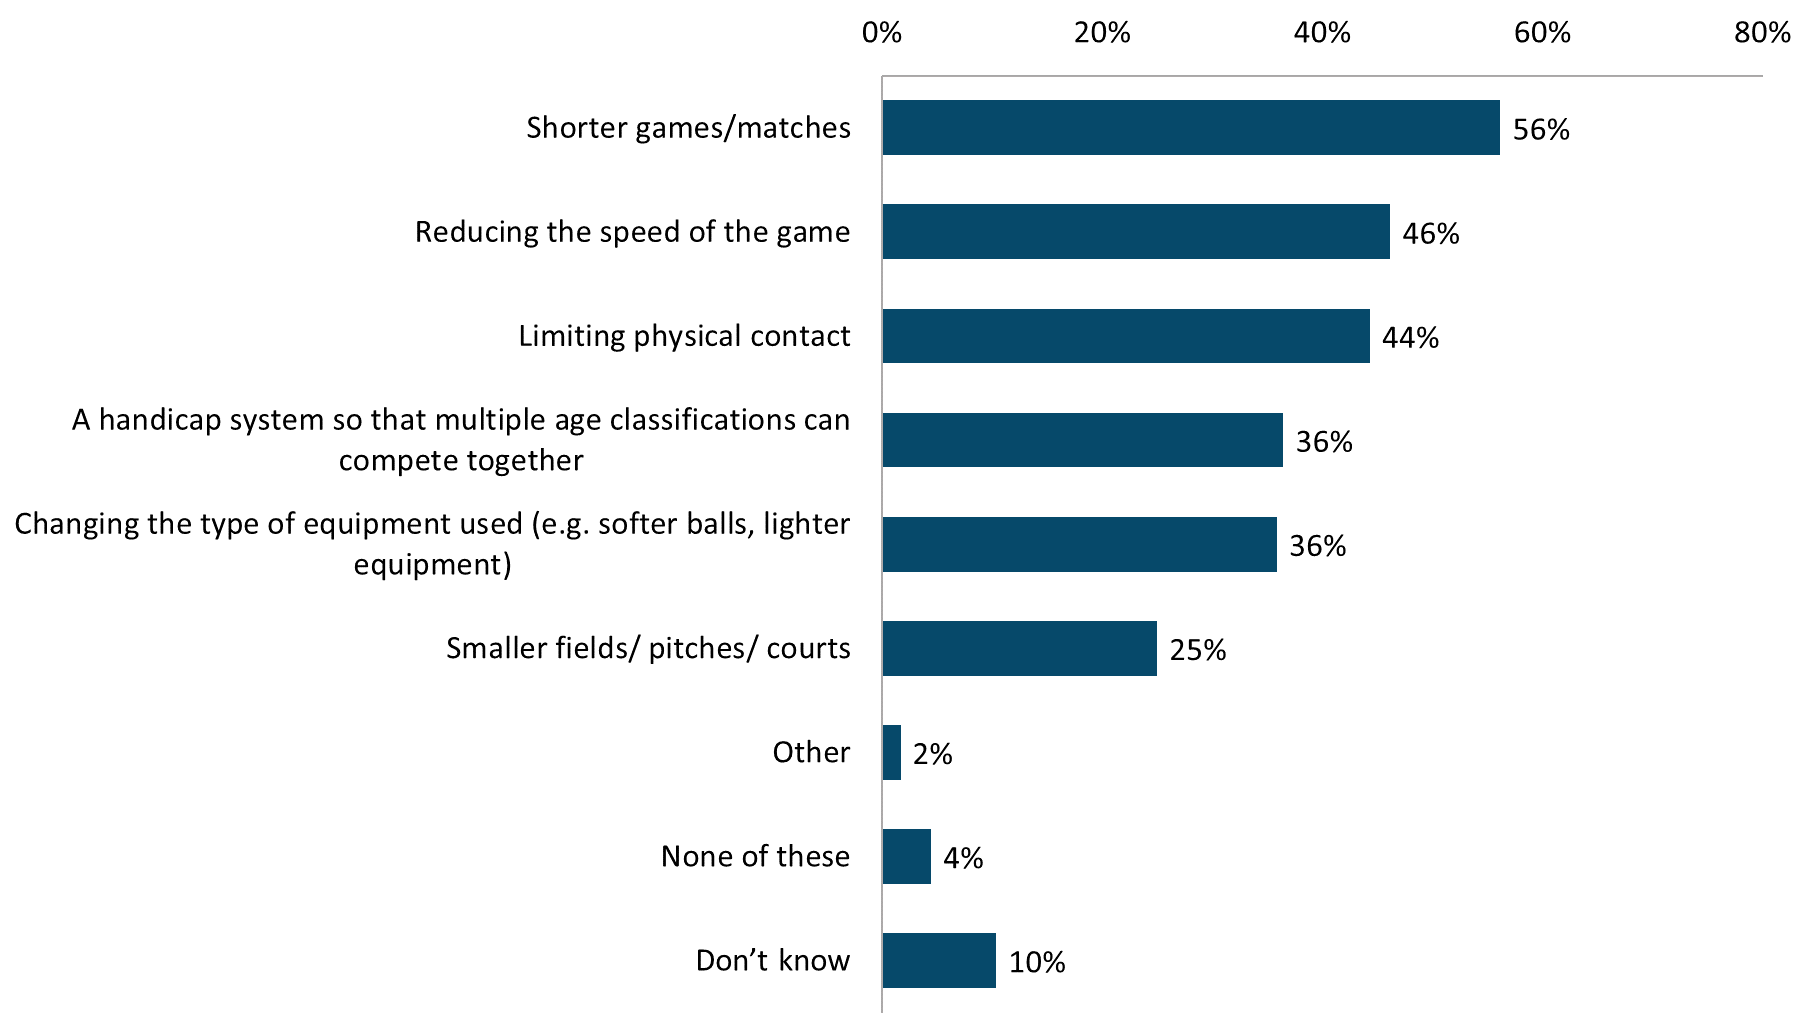 0% 20% 40% 60% 80%
Shorter games/matches 56%
Reducing the speed of the game 46%
Limiting physical contact 44%
A handicap system so that multiple age classifications can
compete together 36%
Changing the type of equipment used (e.g. softer balls, lighter
equipment) 36%
Smaller fields/ pitches/ courts 25%
Other 2%
None of these 4%
Don’t know 10%